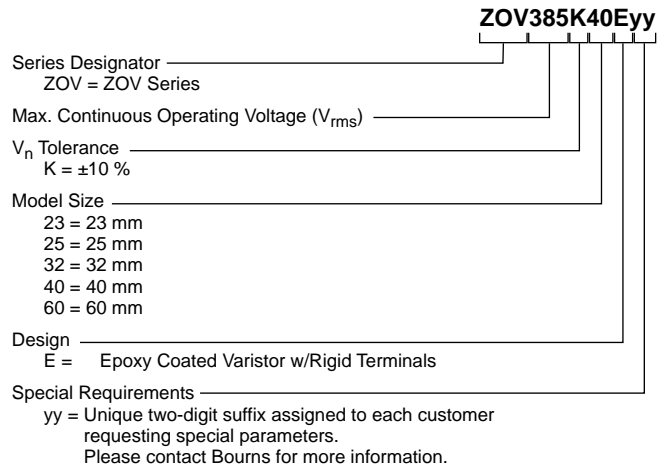 ZOV385K40Eyy
Series Designator
ZOV = ZOV Series
Max. Continuous Operating Voltage (Vrms)
Vn Tolerance
K = ±10 %
Model Size
23 = 23 mm
25 = 25 mm
32 = 32 mm
40 = 40 mm
60 = 60 mm
Design
E = Epoxy Coated Varistor w/Rigid Terminals
Special Requirements
yy = Unique two-digit suffix assigned to each customer
requesting special parameters.
Please contact Bourns for more information.